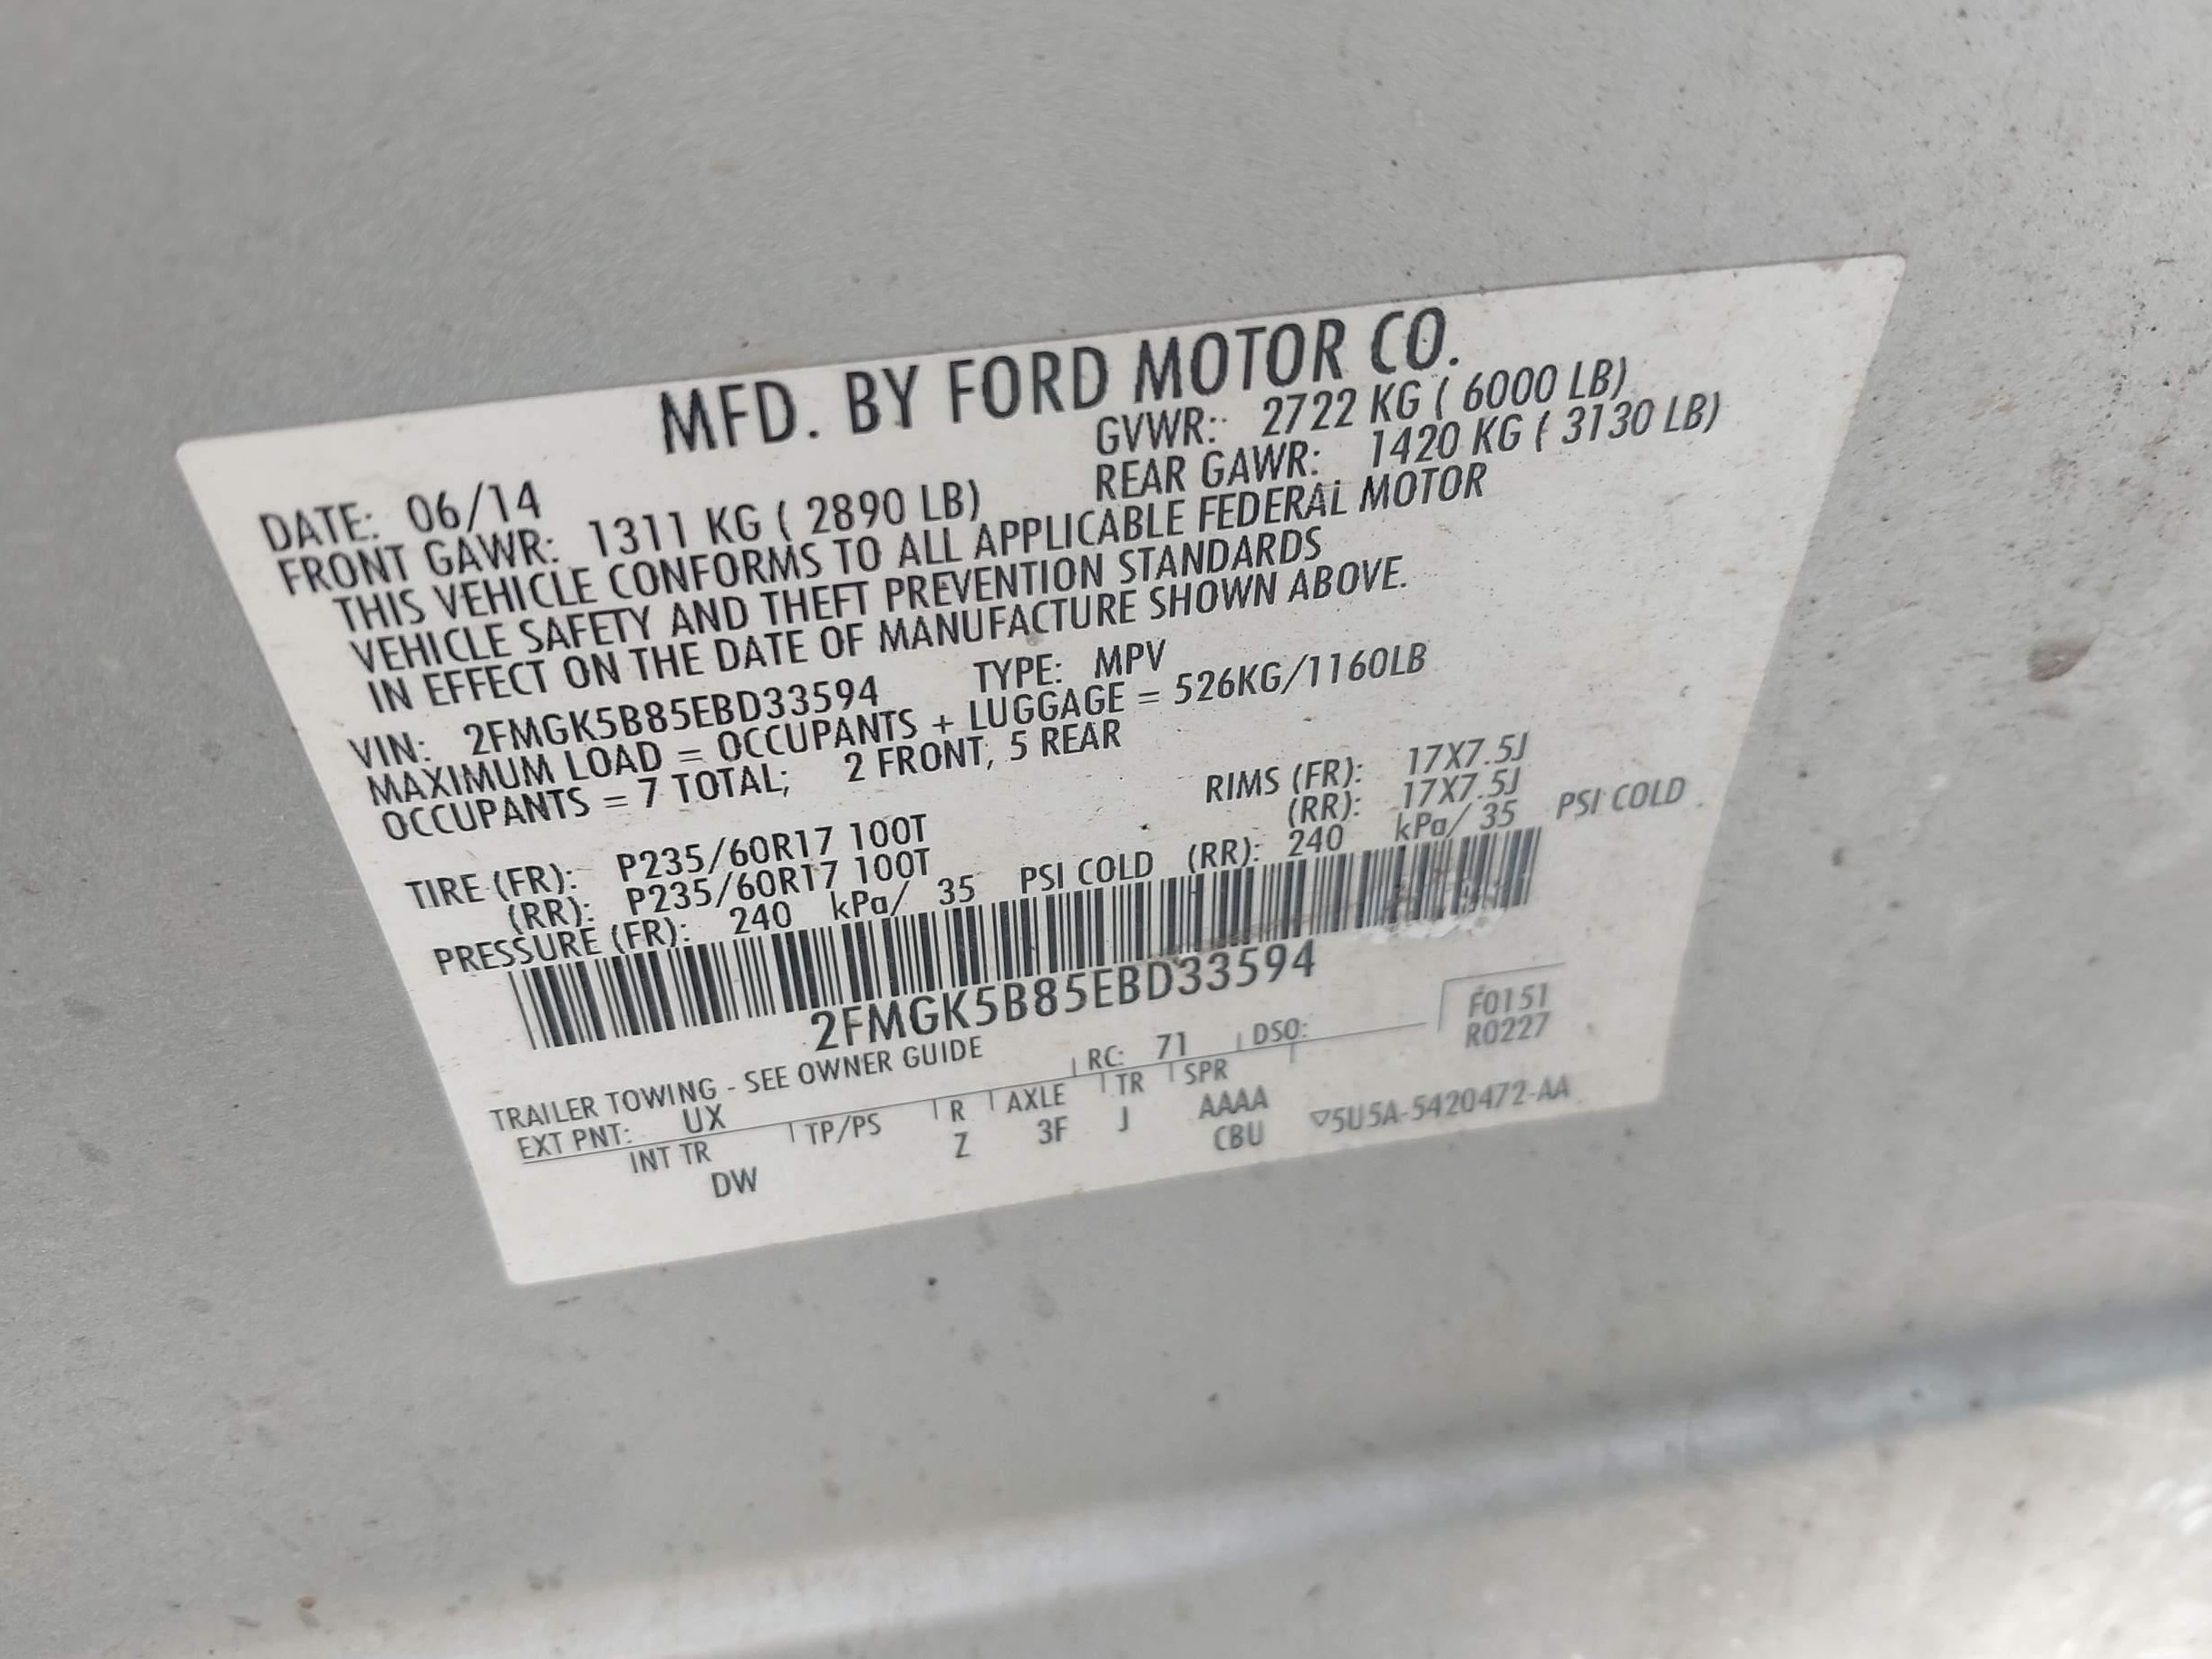 MFD. BY FORD MOTOR CO.
DATE: 06/14 GVWR: 2722 KG ( 6000 LB)
FRONT GAWR: 1311 KG ( 2890 LB) REAR GAWR: 1420 KG ( 3130 LB)
THIS VEHICLE CONFORMS TO ALL APPLICABLE FEDERAL MOTOR
VEHICLE SAFETY AND THEFT PREVENTION STANDARDS
IN EFFECT ON THE DATE OF MANUFACTURE SHOWN ABOVE.
VIN: 2FMGK5B85EBD33594 TYPE: MPV
MAXIMUM LOAD = OCCUPANTS + LUGGAGE = 526KG/1160LB
OCCUPANTS = 7 TOTAL; 2 FRONT, 5 REAR
TIRE (FR): P235/60R17 100T RIMS (FR): 17X7.5J
(RR): P235/60R17 100T (RR): 17X7.5J
PRESSURE (FR): 240 kPa/ 35 PSI COLD (RR): 240 kPa/ 35 PSI COLD
2FMGK5B85EBD33594
TRAILER TOWING - SEE OWNER GUIDE
EXT PNT: UX RC: 71 DSO: F0151
R0227
INT TR TP/PS R AXLE TR SPR
DW Z 3F J AAAA
CBU
▽5U5A-5420472-AA